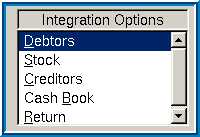 Integration Options
Debtors
Stock
Creditors
Cash Book
Return